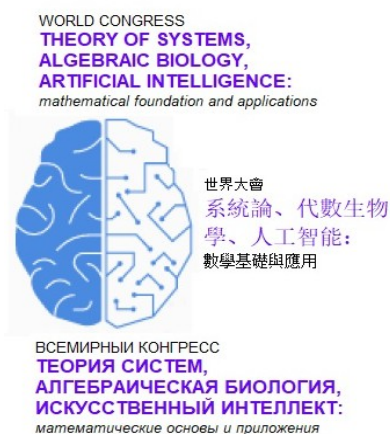 WORLD CONGRESS
THEORY OF SYSTEMS,
ALGEBRAIC BIOLOGY,
ARTIFICIAL INTELLIGENCE:
mathematical foundation and applications
世界大會
系統論、代數生物
學、人工智能：
數學基礎與應用
ВСЕМИРНЫИ КОНГРЕСС
ТЕОРИЯ СИСТЕМ,
АЛГЕБРАИЧЕСКАЯ БИОЛОГИЯ,
ИСКУССТВЕННЫЙ ИНТЕЛЛЕКТ:
математические основы и приложения